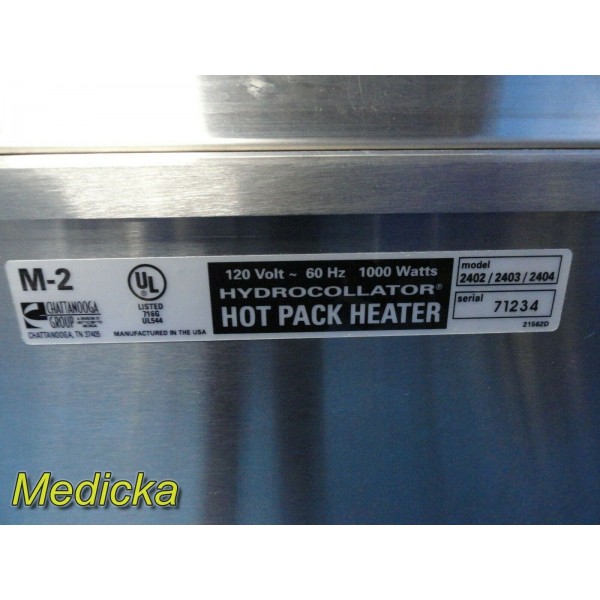 M-2
CHATTANOOGA
GROUP
CHATTANOOGA, TN 37405
UL
LISTED
716G
UL544
MANUFACTURED IN THE USA
120 Volt ~ 60 Hz 1000 Watts
HYDROCOLLATOR®
HOT PACK HEATER
model
2402 / 2403 / 2404
serial
71234
21562D
Medicka